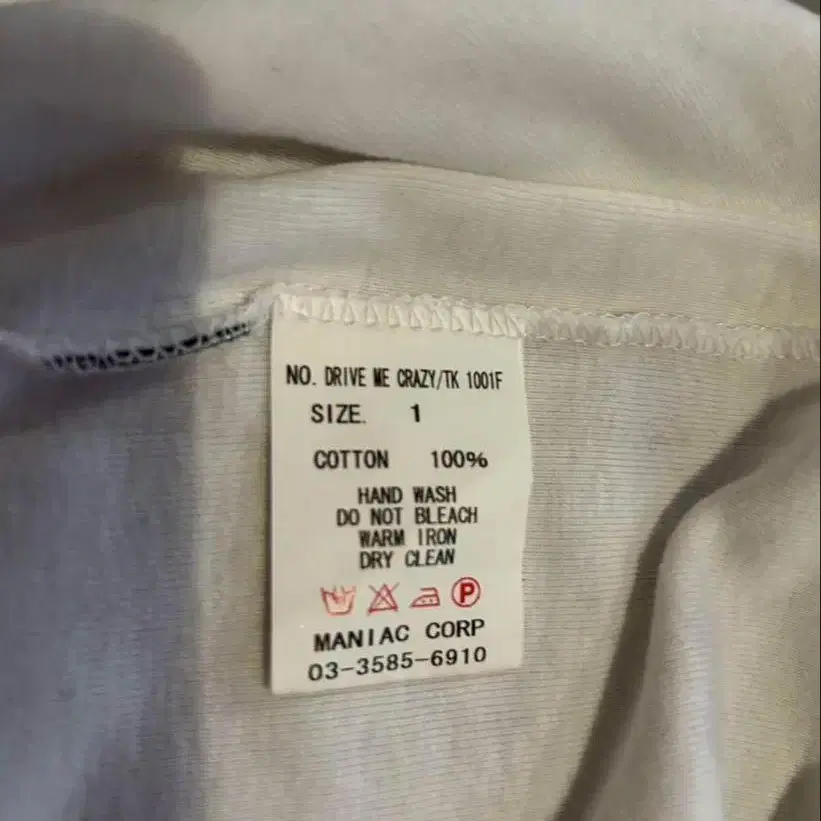 NO. DRIVE ME CRAZY/TK 1001F
SIZE. 1
COTTON 100%
HAND WASH
DO NOT BLEACH
WARM IRON
DRY CLEAN
P
MANIAC CORP
03-3585-6910